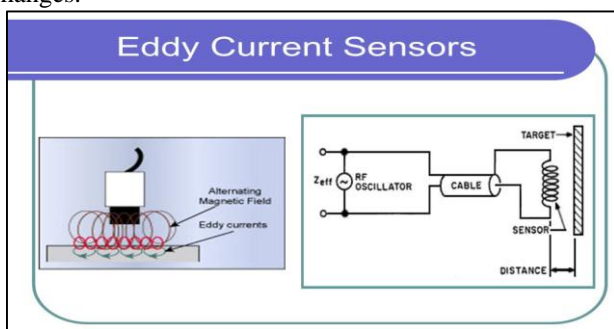 Eddy Current Sensors
Alternating
Magnetic Field
Eddy currents
TARGET
Zeff
RF
OSCILLATOR
CABLE
SENSOR
DISTANCE